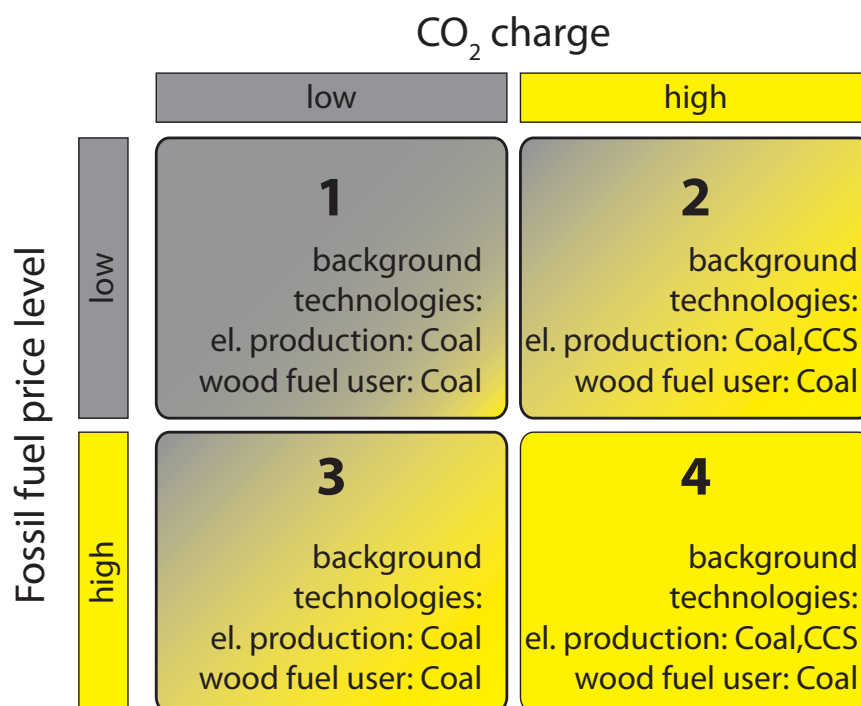 CO₂ charge
low
high
Fossil fuel price level
low
1
background
technologies:
el. production: Coal
wood fuel user: Coal
2
background
technologies:
el. production: Coal,CCS
wood fuel user: Coal
high
3
background
technologies:
el. production: Coal
wood fuel user: Coal
4
background
technologies:
el. production: Coal,CCS
wood fuel user: Coal